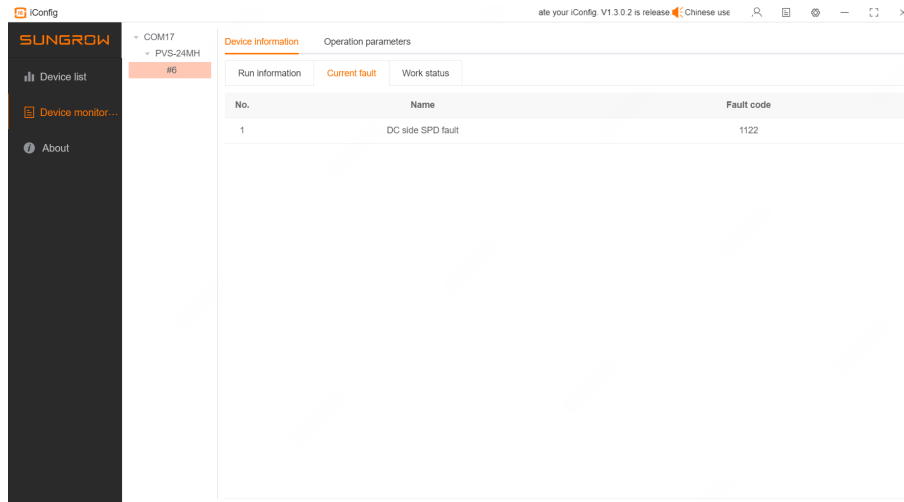 iConfig
ate your iConfig. V1.3.0.2 is release
Chinese use
SUNGROW
Device list
Device monitor...
About
COM17
PVS-24MH
#6
Device information
Operation parameters
Run information
Current fault
Work status
No. Name Fault code
1 DC side SPD fault 1122